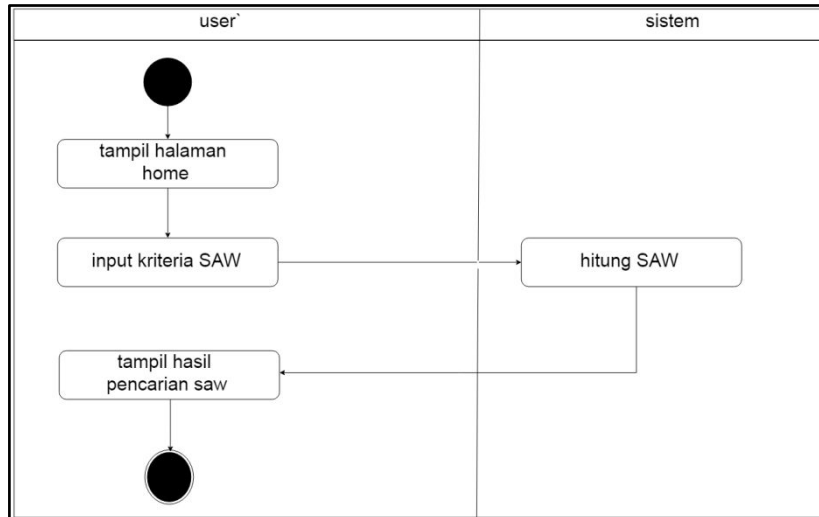 user`
sistem
tampil halaman
home
input kriteria SAW
hitung SAW
tampil hasil
pencarian saw